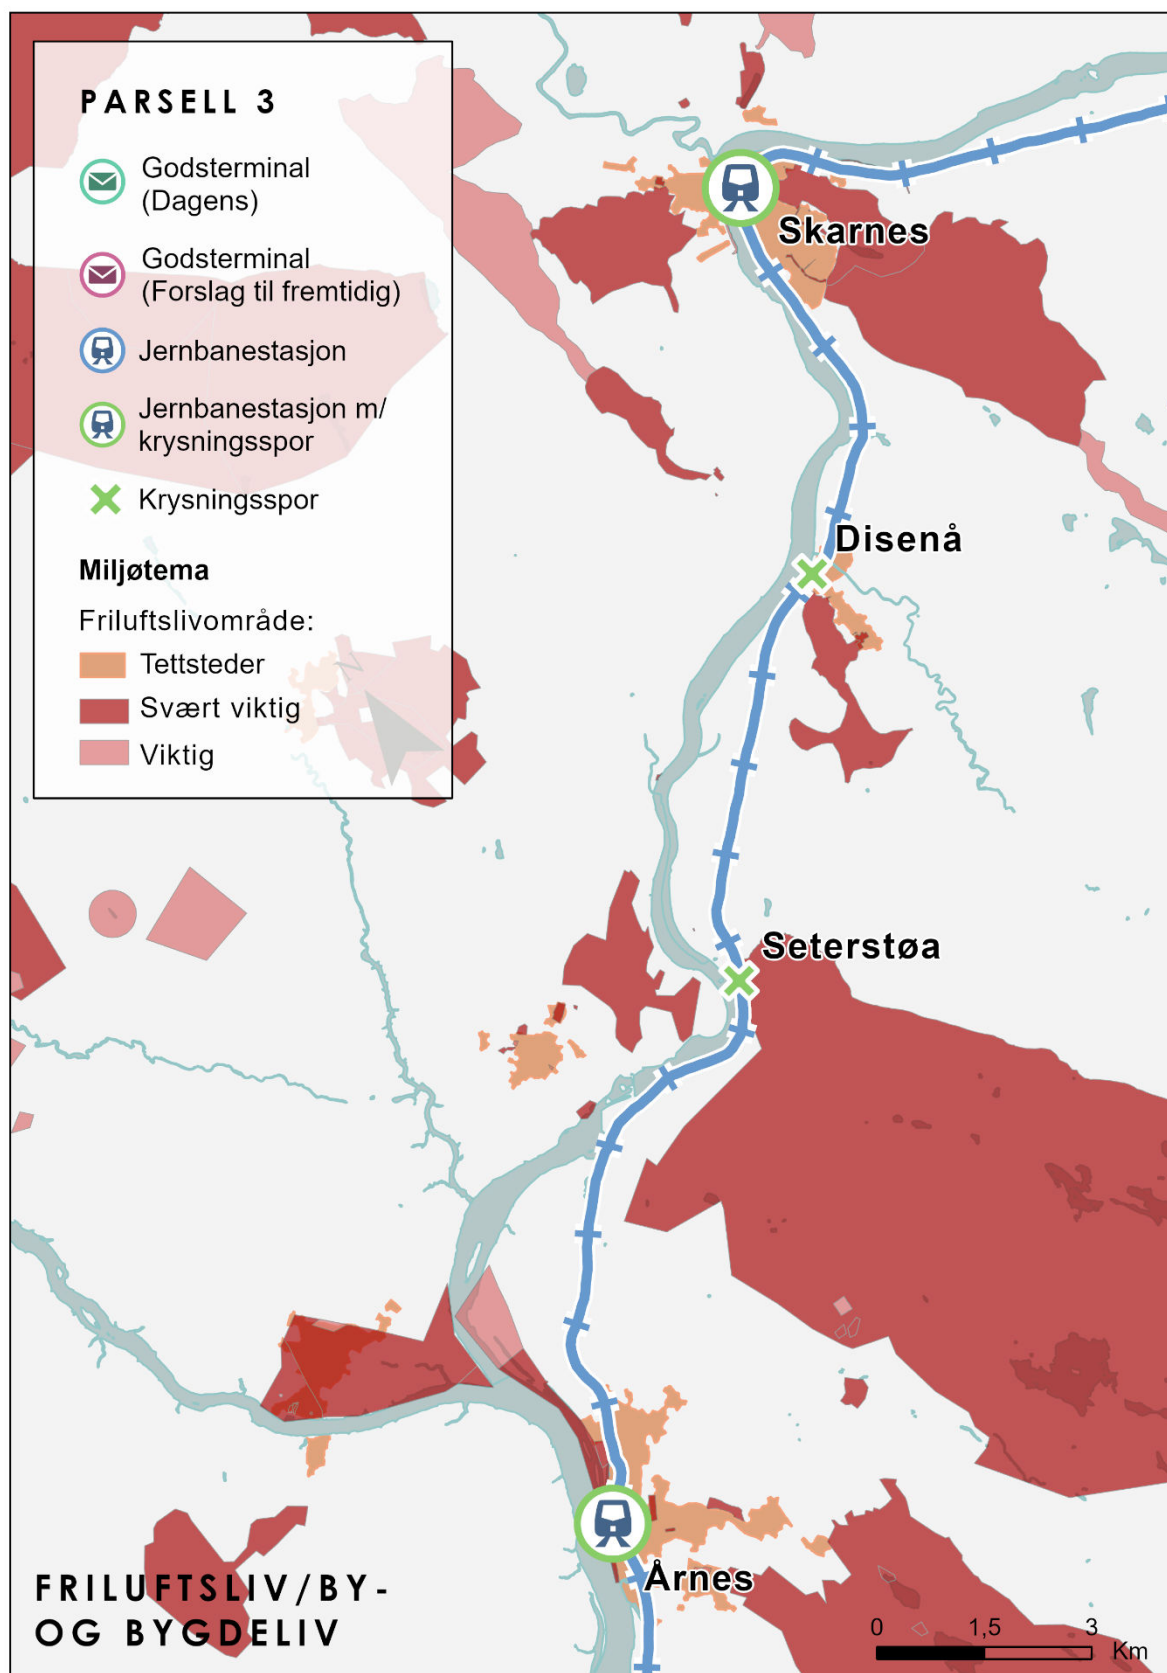 PARSELL 3
Godsterminal
(Dagens)
Godsterminal
(Forslag til fremtidig)
Jernbanestasjon
Jernbanestasjon m/
krysningsspor
Krysningsspor
Miljøtema
Friluftslivområde:
Tettsteder
Svært viktig
Viktig
N
Skarnes
Disenå
Seterstøa
Årnes
FRILUFTSLIV/BY-
OG BYGDELIV
0 1,5 3
Km